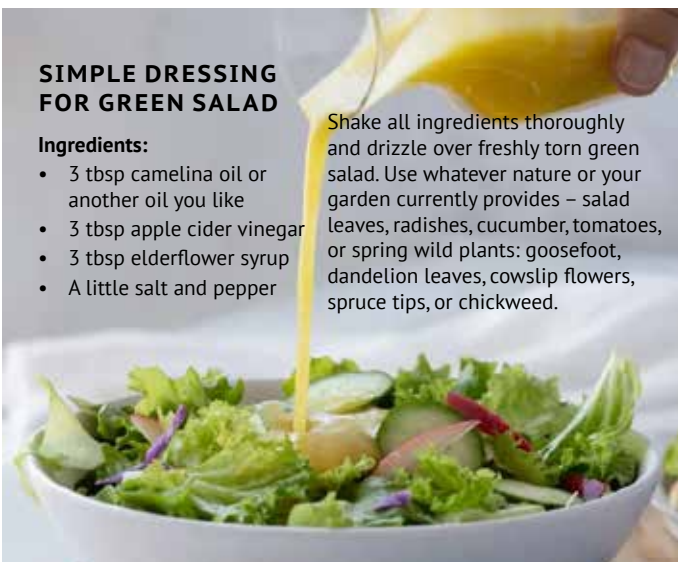 SIMPLE DRESSING
FOR GREEN SALAD
Ingredients:
• 3 tbsp camelina oil or
another oil you like
• 3 tbsp apple cider vinegar
• 3 tbsp elderflower syrup
• A little salt and pepper
Shake all ingredients thoroughly
and drizzle over freshly torn green
salad. Use whatever nature or your
garden currently provides – salad
leaves, radishes, cucumber, tomatoes,
or spring wild plants: goosefoot,
dandelion leaves, cowslip flowers,
spruce tips, or chickweed.